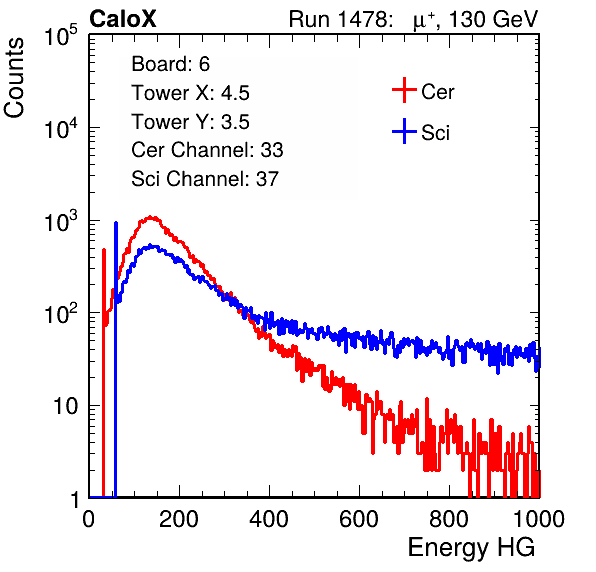 CaloX Run 1478: μ⁺, 130 GeV
Counts
Board: 6
Tower X: 4.5
Tower Y: 3.5
Cer Channel: 33
Sci Channel: 37
Cer
Sci
10⁵
10⁴
10³
10²
10
1
0 200 400 600 800 1000
Energy HG